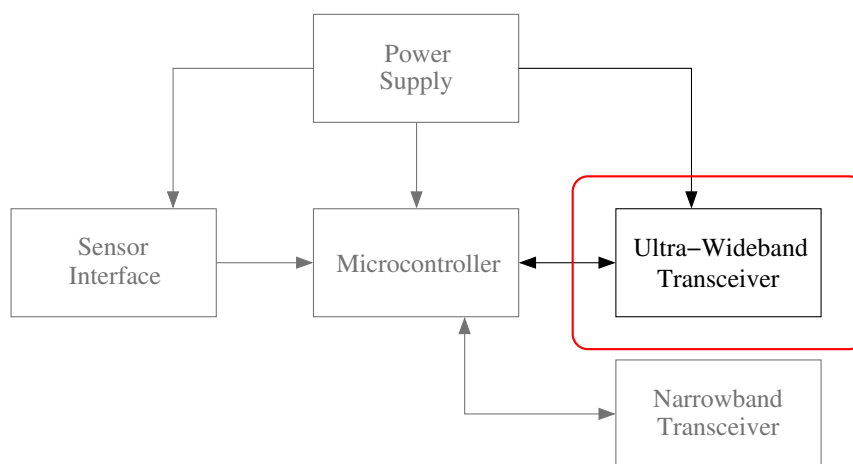 Power
Supply
Sensor
Interface
Microcontroller
Ultra−Wideband
Transceiver
Narrowband
Transceiver